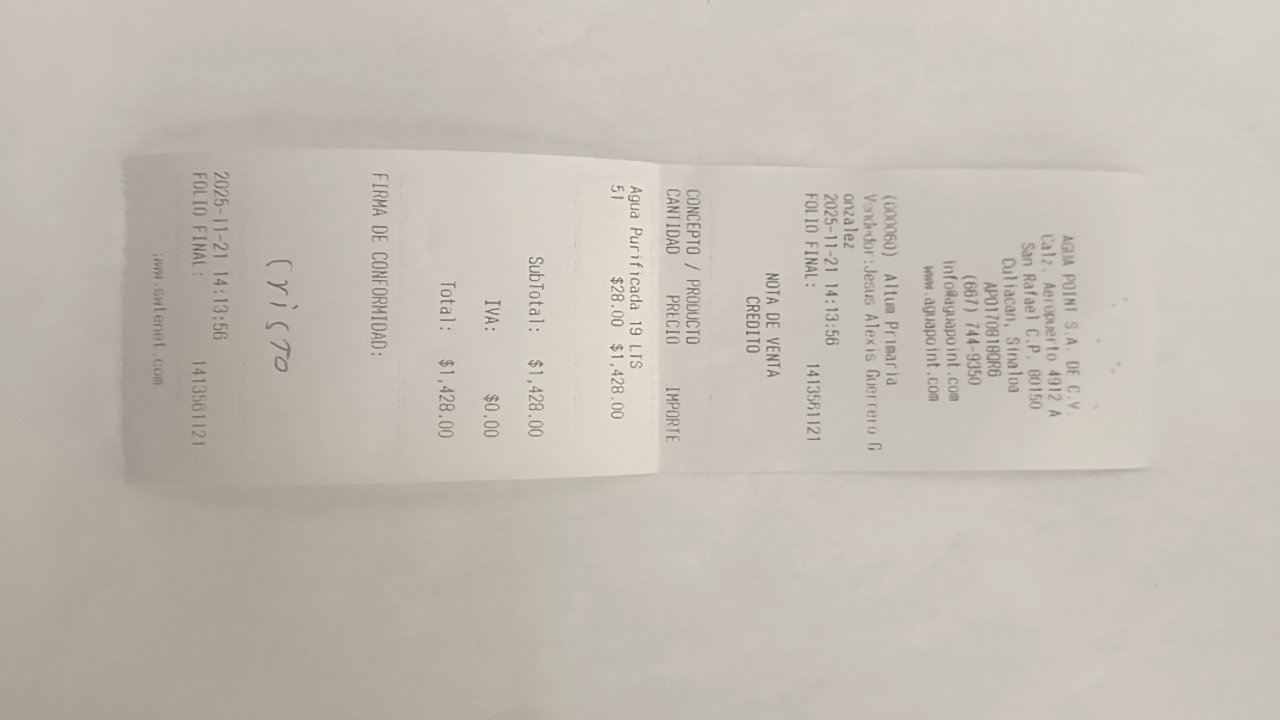 AGUA POINT S.A. DE C.V.
Calz. Aeropuerto 4912 A
San Rafael C.P. 80150
Culiacan, Sinaloa
APO170818QR6
(667) 744-9350
info@aguapoint.com
www.aguapoint.com
(000060) Altum Primaria
Vendedor:Jesus Alexis Guerrero G
onzalez
2025-11-21 14:13:56
FOLIO FINAL: 1413561121
NOTA DE VENTA
CREDITO
CONCEPTO / PRODUCTO
CANTIDAD PRECIO IMPORTE
Agua Purificada 19 LTS
51 $28.00 $1,428.00
SubTotal: $1,428.00
IVA: $0.00
Total: $1,428.00
FIRMA DE CONFORMIDAD:
Cristo
2025-11-21 14:13:56
FOLIO FINAL: 1413561121
www.ewtenet.com